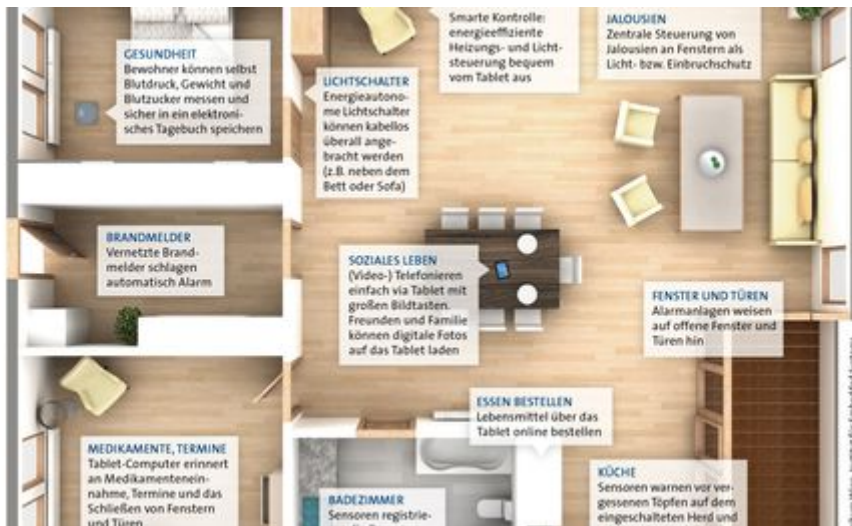 GESUNDHEIT
Bewohner können selbst
Blutdruck, Gewicht und
Blutzucker messen und
sicher in ein elektroni-
sches Tagebuch speichern
LICHTSCHALTER
Energieautono-
me Lichtschalter
können kabellos
überall ange-
bracht werden
(z.B. neben dem
Bett oder Sofa)
Smarte Kontrolle:
energieeffiziente
Heizungs- und Licht-
steuerung bequem
vom Tablet aus
JALOUSIEN
Zentrale Steuerung von
Jalousien an Fenstern als
Licht- bzw. Einbruchschutz
BRANDMELDER
Vernetzte Brand-
melder schlagen
automatisch Alarm
SOZIALES LEBEN
(Video-) Telefonieren
einfach via Tablet mit
großen Bildtasten.
Freunden und Familie
können digitale Fotos
auf das Tablet laden
FENSTER UND TÜREN
Alarmanlagen weisen
auf offene Fenster und
Türen hin
ESSEN BESTELLEN
Lebensmittel über das
Tablet online bestellen
MEDIKAMENTE, TERMINE
Tablet-Computer erinnert
an Medikamentenein-
nahme, Termine und das
Schließen von Fenstern
und Türen
BADEZIMMER
Sensoren registrie-
KÜCHE
Sensoren warnen vor ver-
gessenen Töpfen auf dem
eingeschalteten Herd und